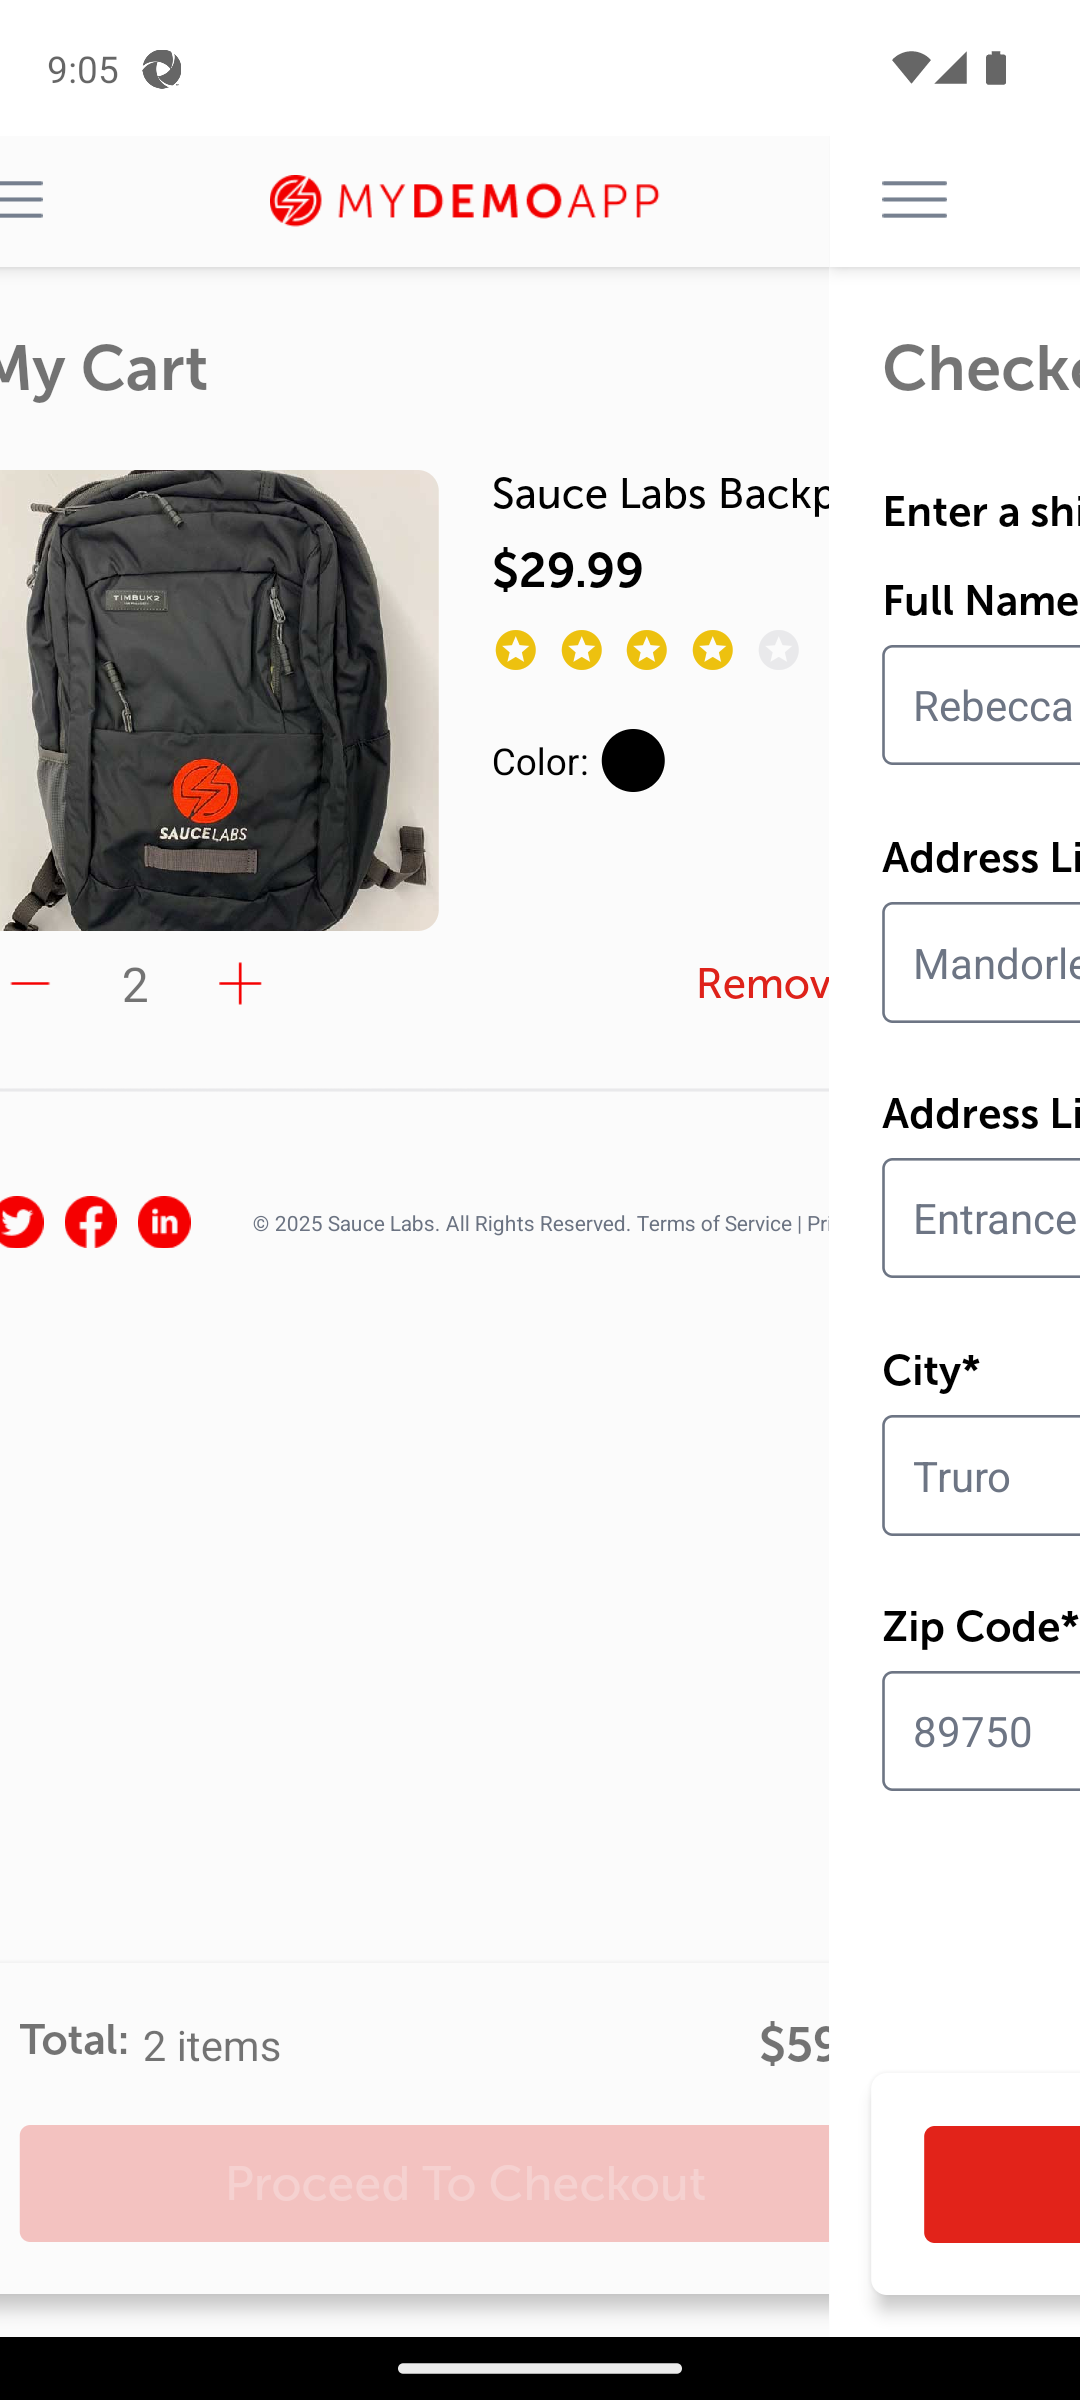 9:05
MYDEMOAPP
My Cart
TIMBUK2
SAUCELABS
Sauce Labs Backp
$29.99
Color:
2
Remov
© 2025 Sauce Labs. All Rights Reserved. Terms of Service | Pri
Total: 2 items
$59
Proceed To Checkout
Checko
Enter a shi
Full Name
Rebecca
Address Li
Mandorle
Address Li
Entrance
City*
Truro
Zip Code*
89750